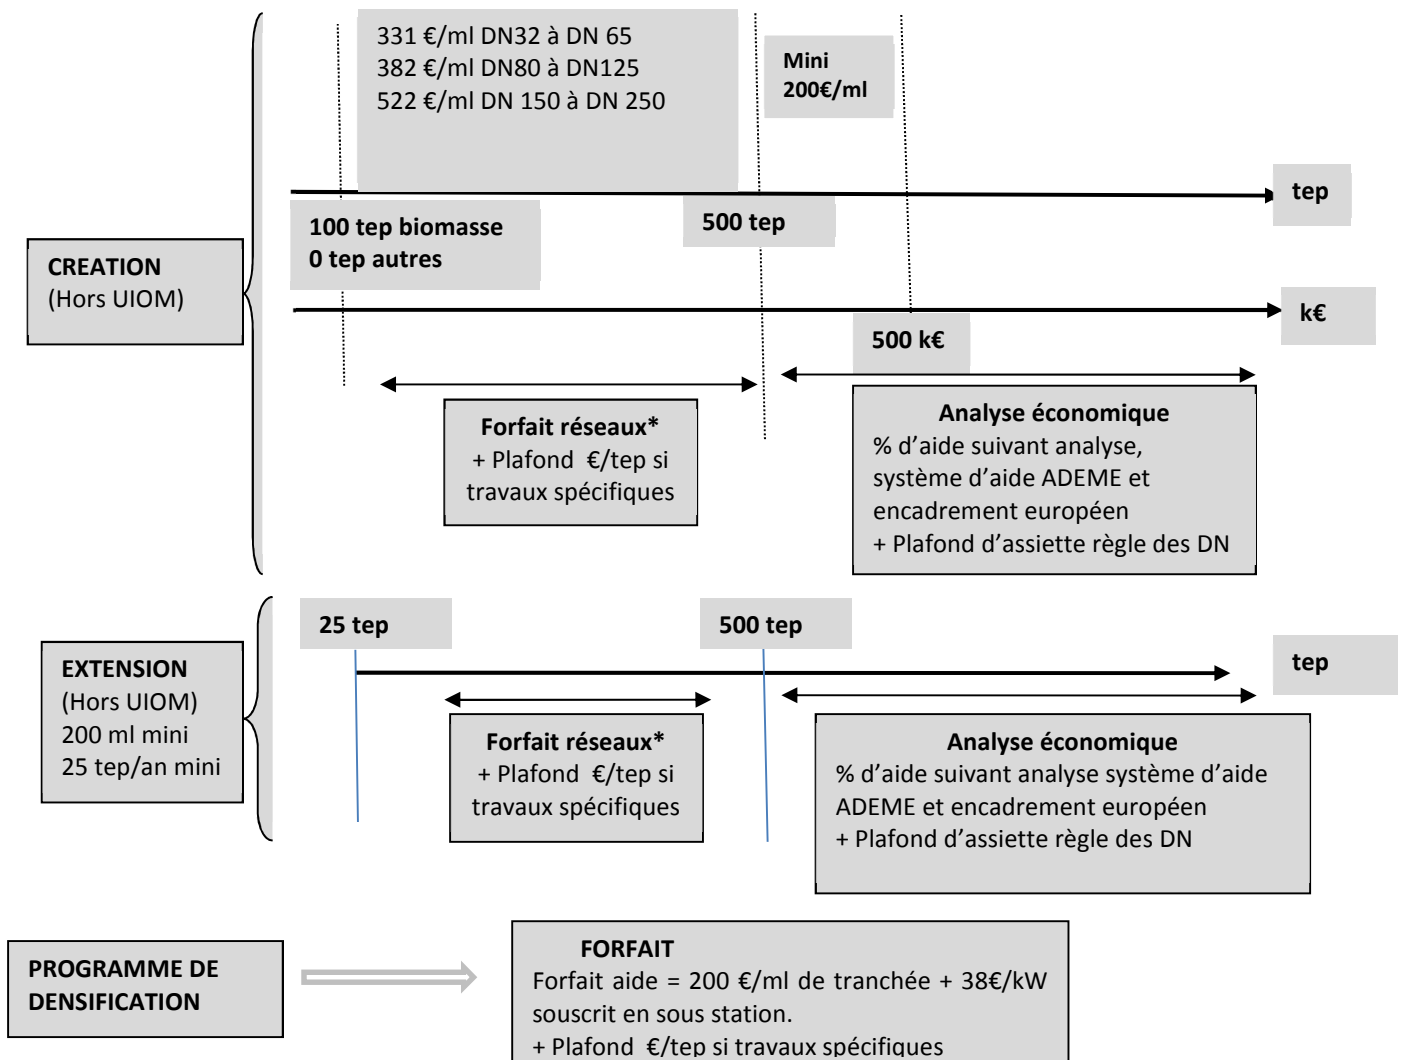 331 €/ml DN32 à DN 65
382 €/ml DN80 à DN125
522 €/ml DN 150 à DN 250
Mini
200€/ml
tep
100 tep biomasse
0 tep autres
500 tep
CREATION
(Hors UIOM)
k€
500 k€
Forfait réseaux*
+ Plafond €/tep si
travaux spécifiques
Analyse économique
% d’aide suivant analyse,
système d’aide ADEME et
encadrement européen
+ Plafond d’assiette règle des DN
25 tep
500 tep
tep
EXTENSION
(Hors UIOM)
200 ml mini
25 tep/an mini
Forfait réseaux*
+ Plafond €/tep si
travaux spécifiques
Analyse économique
% d’aide suivant analyse système d’aide
ADEME et encadrement européen
+ Plafond d’assiette règle des DN
PROGRAMME DE
DENSIFICATION
FORFAIT
Forfait aide = 200 €/ml de tranchée + 38€/kW
souscrit en sous station.
+ Plafond €/tep si travaux spécifiques